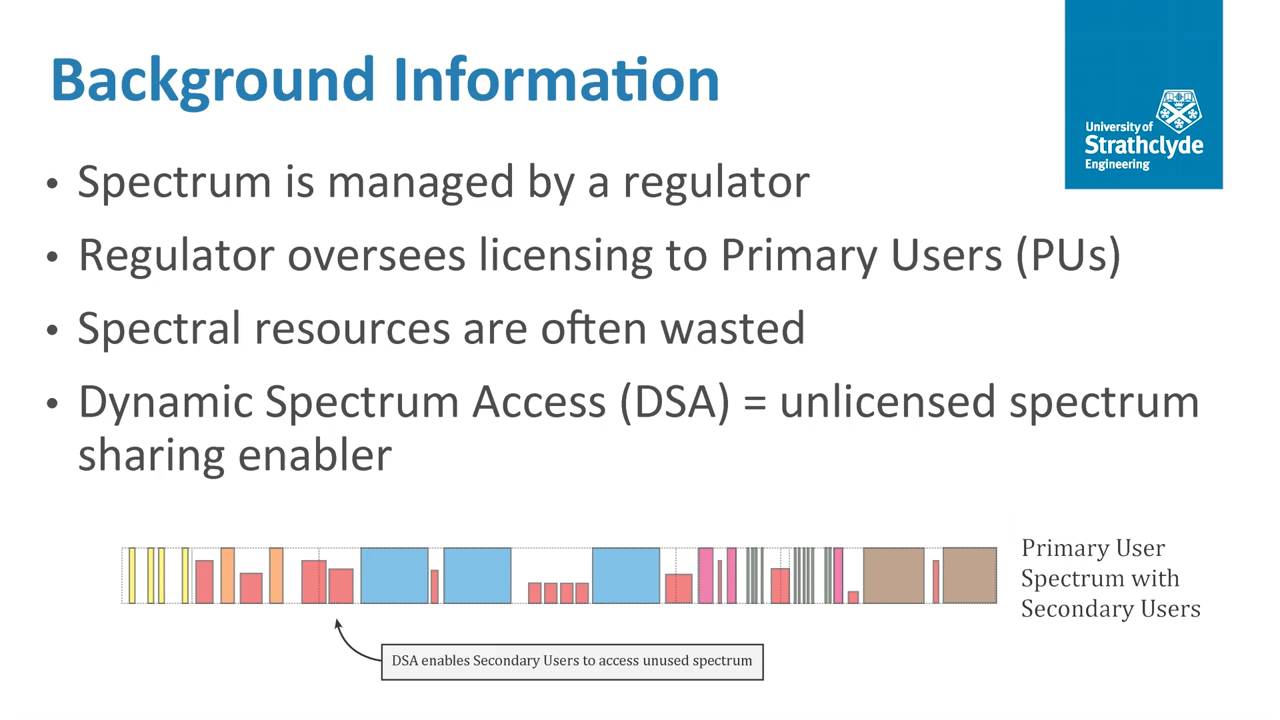 Background Information
University of
Strathclyde
Engineering
• Spectrum is managed by a regulator
• Regulator oversees licensing to Primary Users (PUs)
• Spectral resources are often wasted
• Dynamic Spectrum Access (DSA) = unlicensed spectrum
sharing enabler
Primary User
Spectrum with
Secondary Users
DSA enables Secondary Users to access unused spectrum